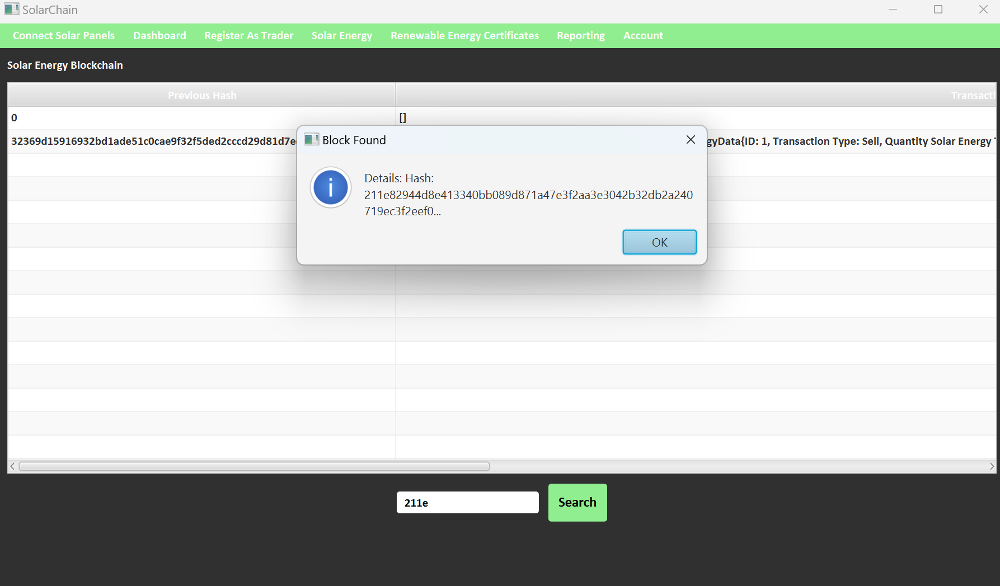 SolarChain
Connect Solar Panels Dashboard Register As Trader Solar Energy Renewable Energy Certificates Reporting Account
Solar Energy Blockchain
Previous Hash Transacti
0 []
32369d15916932bd1ade51c0cae9f32f5ded2cccd29d81d7e gyData{ID: 1, Transaction Type: Sell, Quantity Solar Energy
Block Found
Details: Hash:
211e82944d8e413340bb089d871a47e3f2aa3e3042b32db2a240
719ec3f2eef0...
OK
211e Search